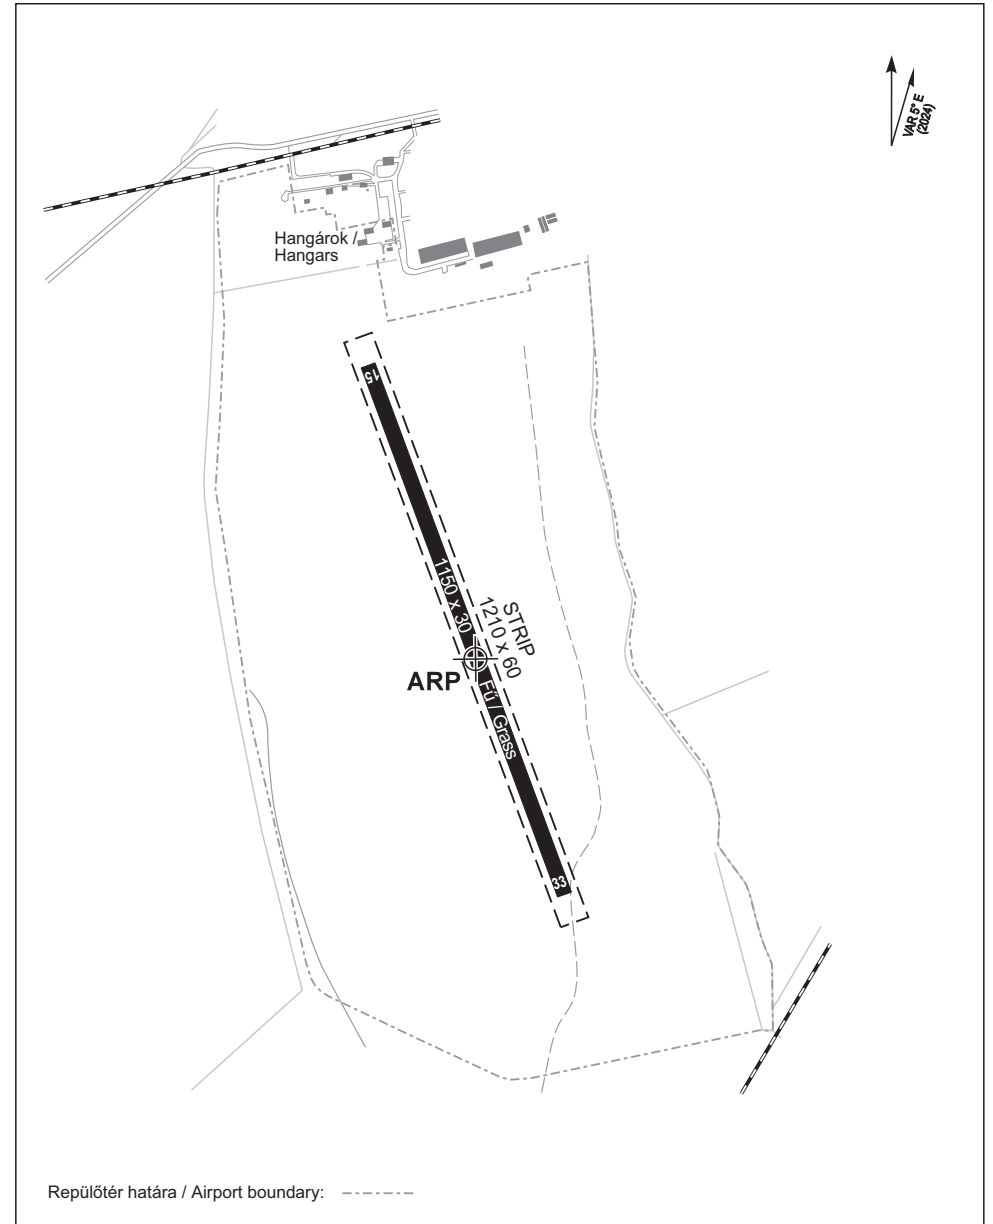 VAR 5° E
(2024)
Hangárok /
Hangars
15
1150 x 30
STRIP
1210 x 60
ARP
Fű / Grass
33
Repülőtér határa / Airport boundary: